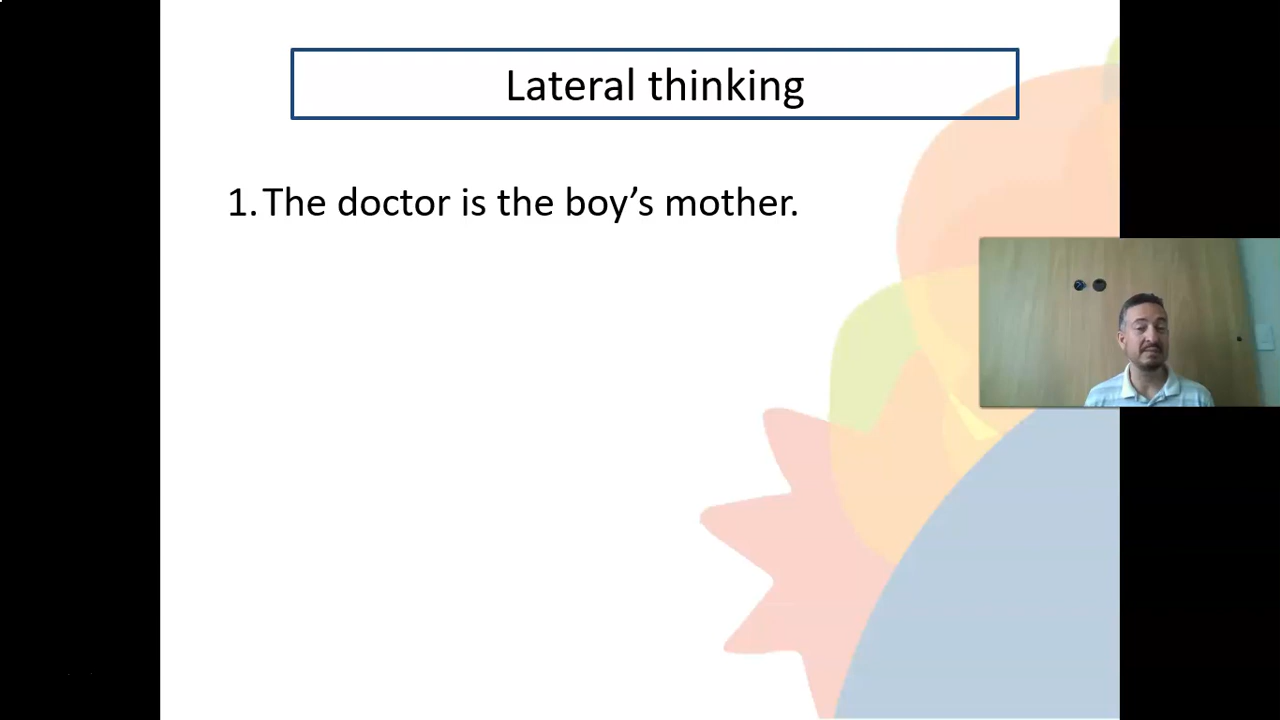 Lateral thinking
1. The doctor is the boy’s mother.